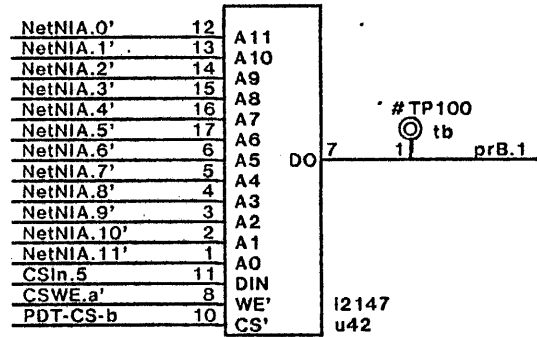 NetNIA.0' 12 A11
NetNIA.1' 13 A10
NetNIA.2' 14 A9
NetNIA.3' 15 A8
NetNIA.4' 16 A7
NetNIA.5' 17 A6
NetNIA.6' 6 A5 DO 7 1 prB.1
NetNIA.7' 5 A4
NetNIA.8' 4 A3
NetNIA.9' 3 A2
NetNIA.10' 2 A1
NetNIA.11' 1 A0
CSIn.5 11 DIN
CSWE.a' 8 WE' i2147
PDT-CS-b 10 CS' u42
#TP100
tb